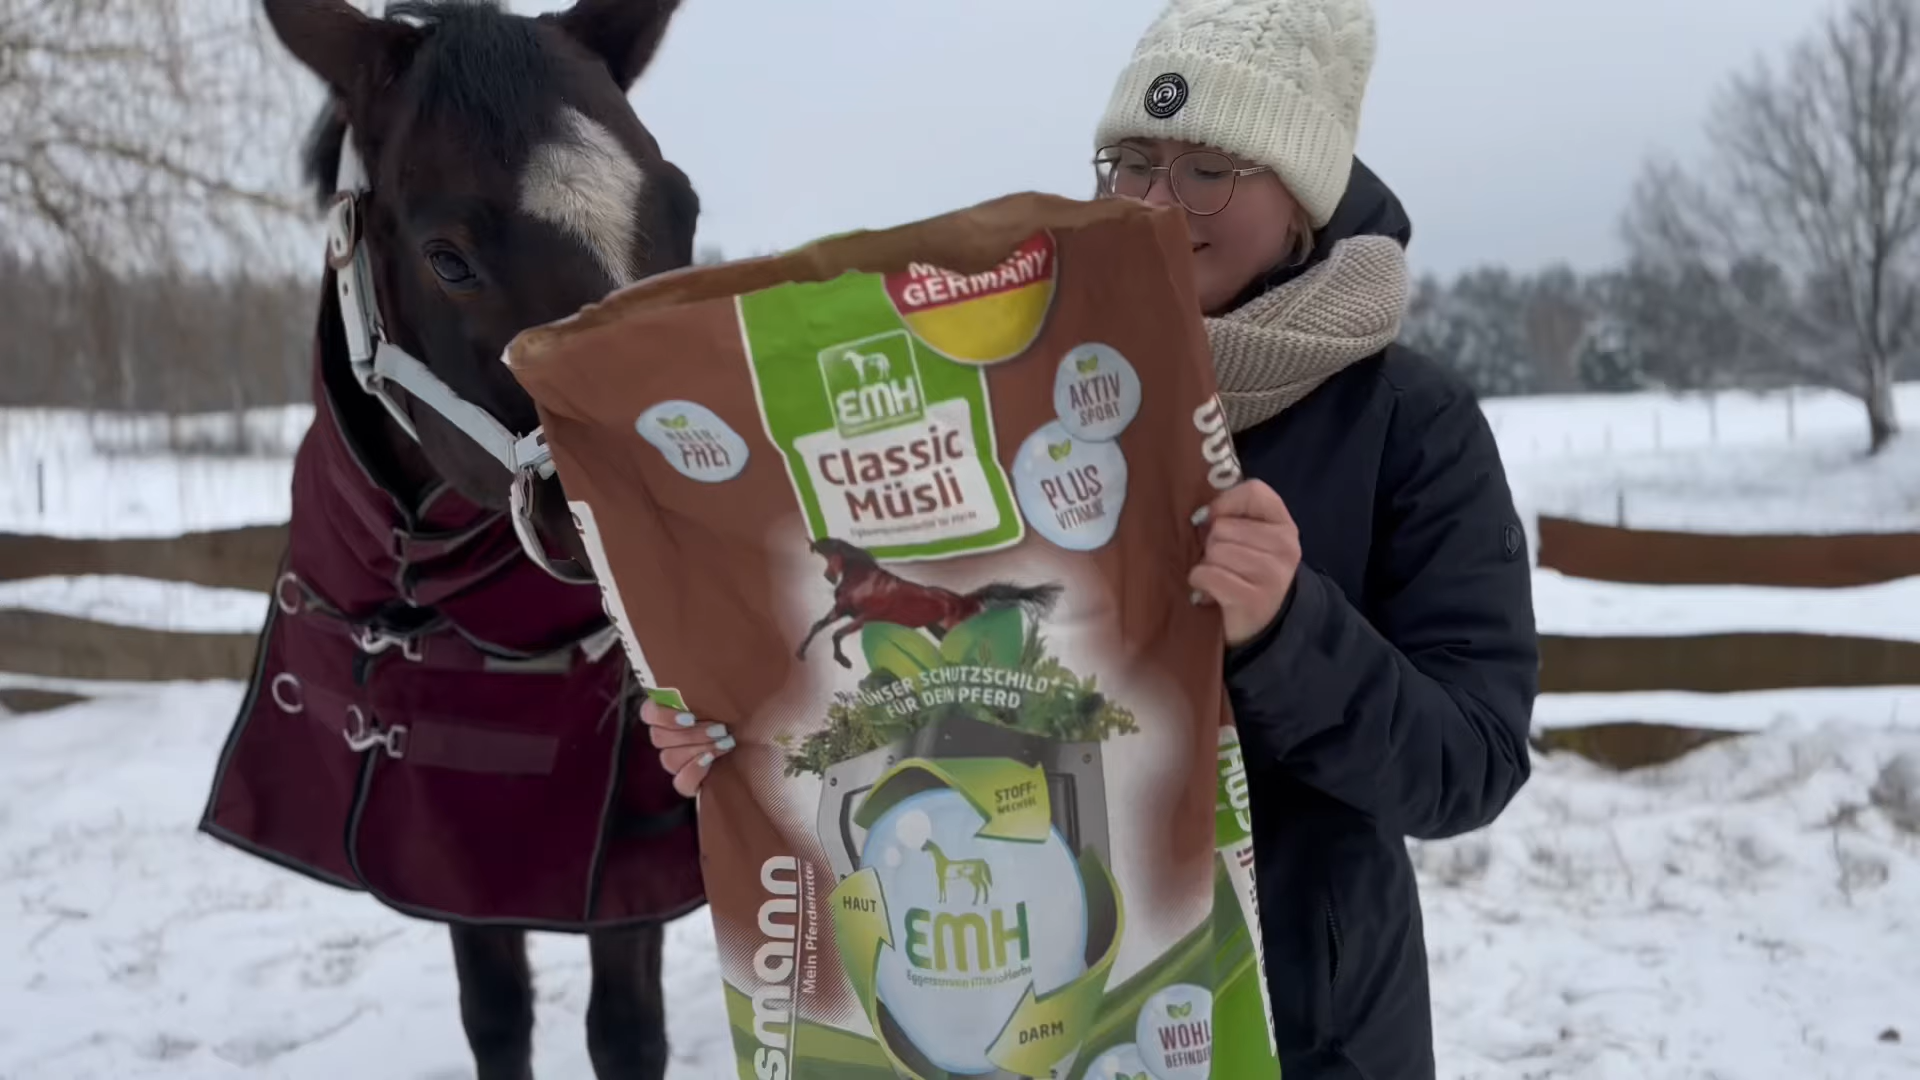 GERMANY
EMH
Classic
Müsli
AKTIV
SPORT
FREI
PLUS
VITAMINE
UNSER SCHUTZSCHILD
FÜR DEIN PFERD
STOFF-
WECHSEL
HAUT
EMH
DARM
smann
Mein Pferdefutter
WOHL
BEFINDEN